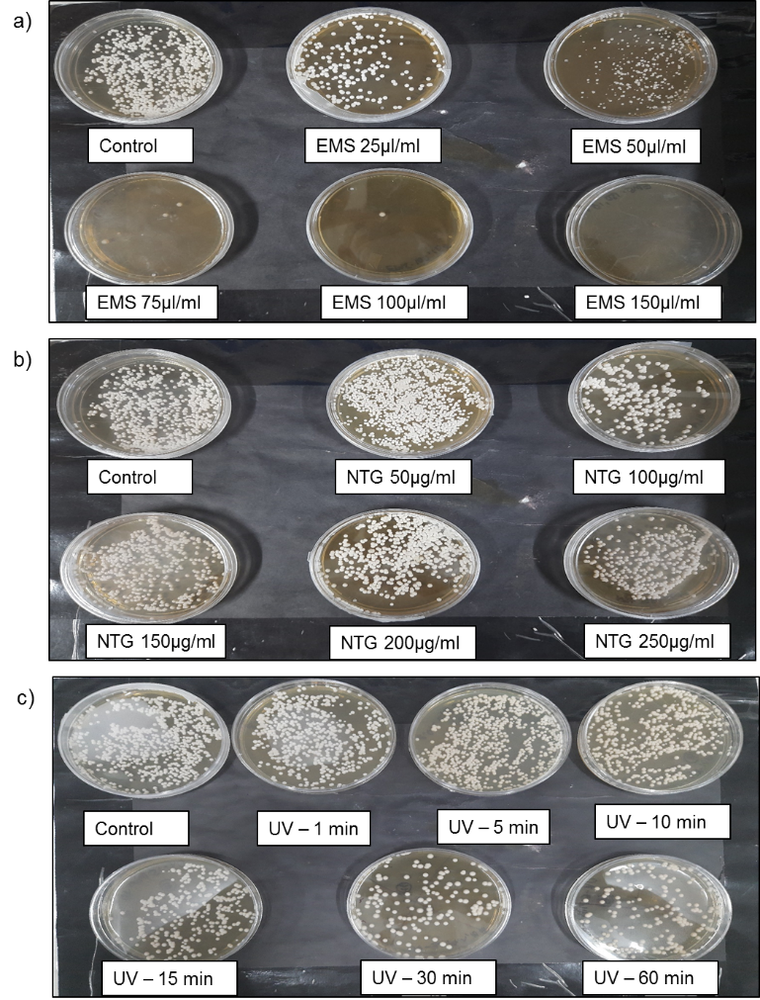 a)
Control
EMS 25µl/ml
EMS 50µl/ml
EMS 75µl/ml
EMS 100µl/ml
EMS 150µl/ml
b)
Control
NTG 50µg/ml
NTG 100µg/ml
NTG 150µg/ml
NTG 200µg/ml
NTG 250µg/ml
c)
Control
UV – 1 min
UV – 5 min
UV – 10 min
UV – 15 min
UV – 30 min
UV – 60 min